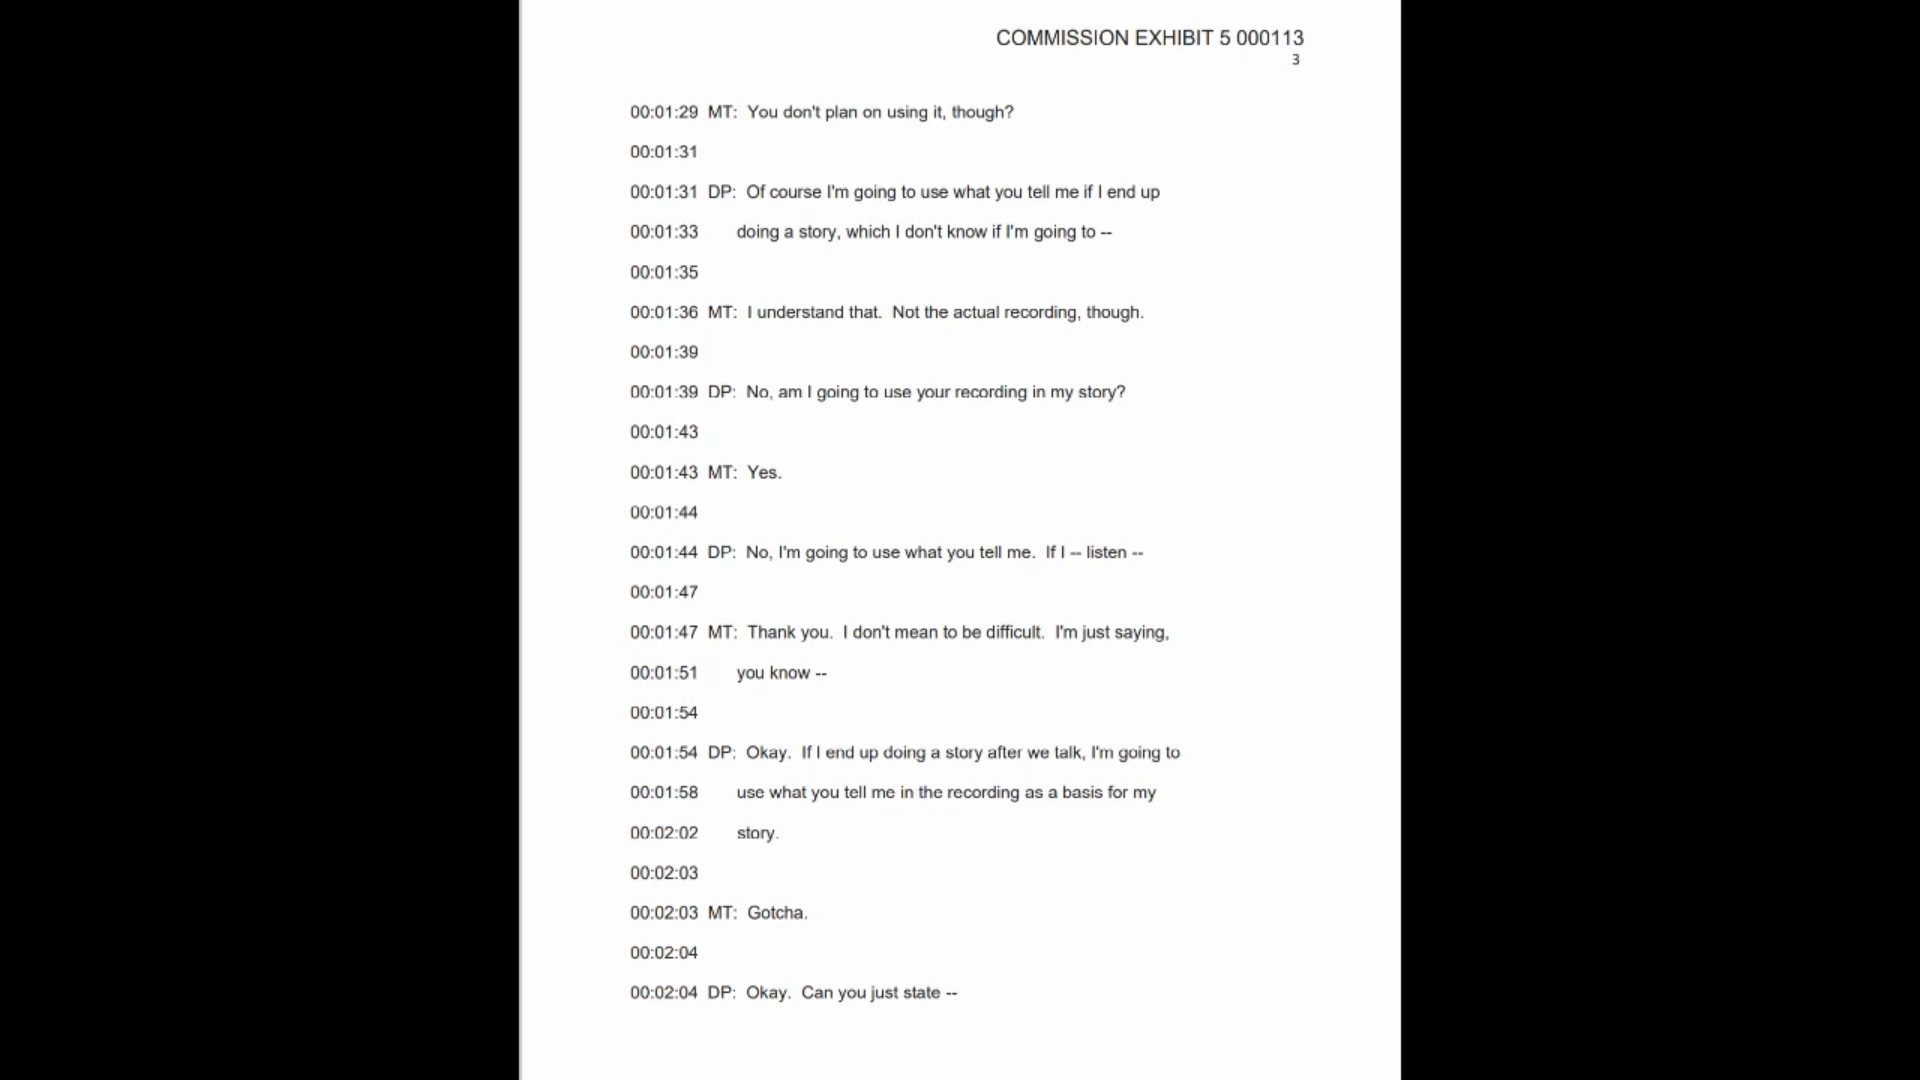 COMMISSION EXHIBIT 5 000113
3
00:01:29 MT: You don't plan on using it, though?
00:01:31
00:01:31 DP: Of course I'm going to use what you tell me if I end up
00:01:33 doing a story, which I don't know if I'm going to --
00:01:35
00:01:36 MT: I understand that. Not the actual recording, though.
00:01:39
00:01:39 DP: No, am I going to use your recording in my story?
00:01:43
00:01:43 MT: Yes.
00:01:44
00:01:44 DP: No, I'm going to use what you tell me. If I -- listen --
00:01:47
00:01:47 MT: Thank you. I don't mean to be difficult. I'm just saying,
00:01:51 you know --
00:01:54
00:01:54 DP: Okay. If I end up doing a story after we talk, I'm going to
00:01:58 use what you tell me in the recording as a basis for my
00:02:02 story.
00:02:03
00:02:03 MT: Gotcha.
00:02:04
00:02:04 DP: Okay. Can you just state --